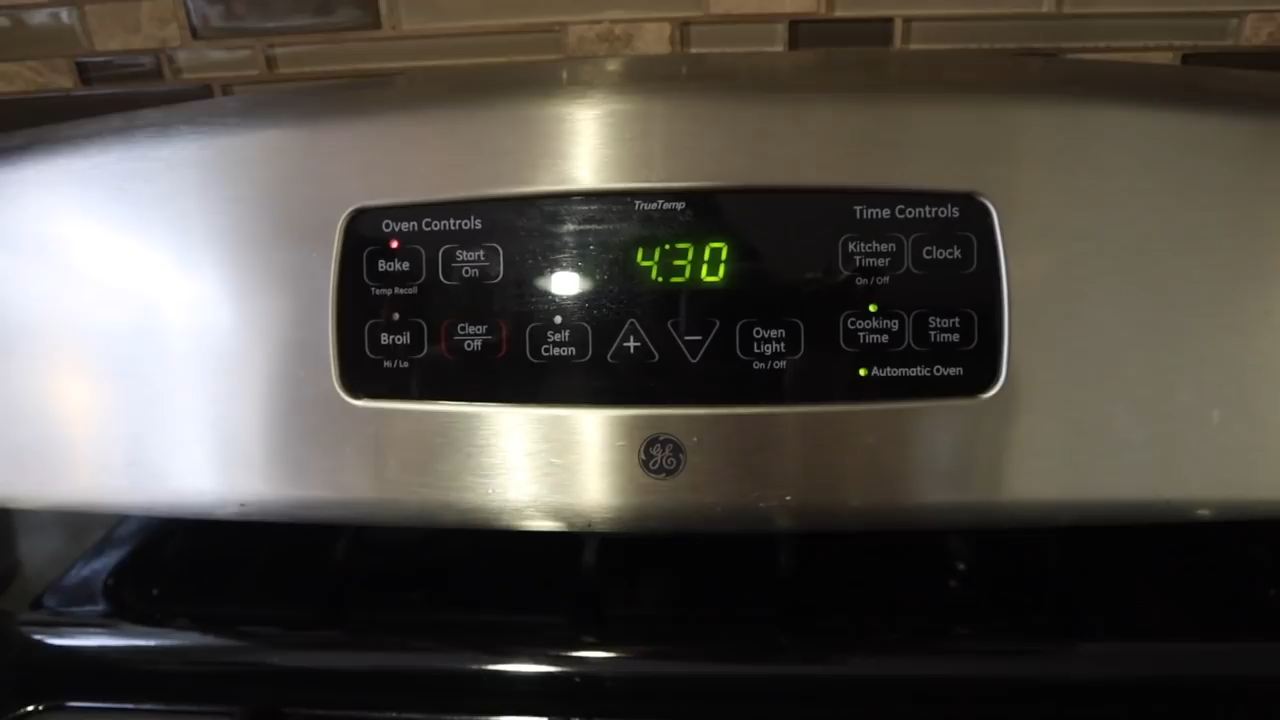 TrueTemp
Oven Controls
Time Controls
4:30
Bake
Temp Recall
Start
On
Kitchen
Timer
On / Off
Clock
Broil
Hi / Lo
Clear
Off
Self
Clean
+
−
Oven
Light
On / Off
Cooking
Time
Start
Time
Automatic Oven
GE